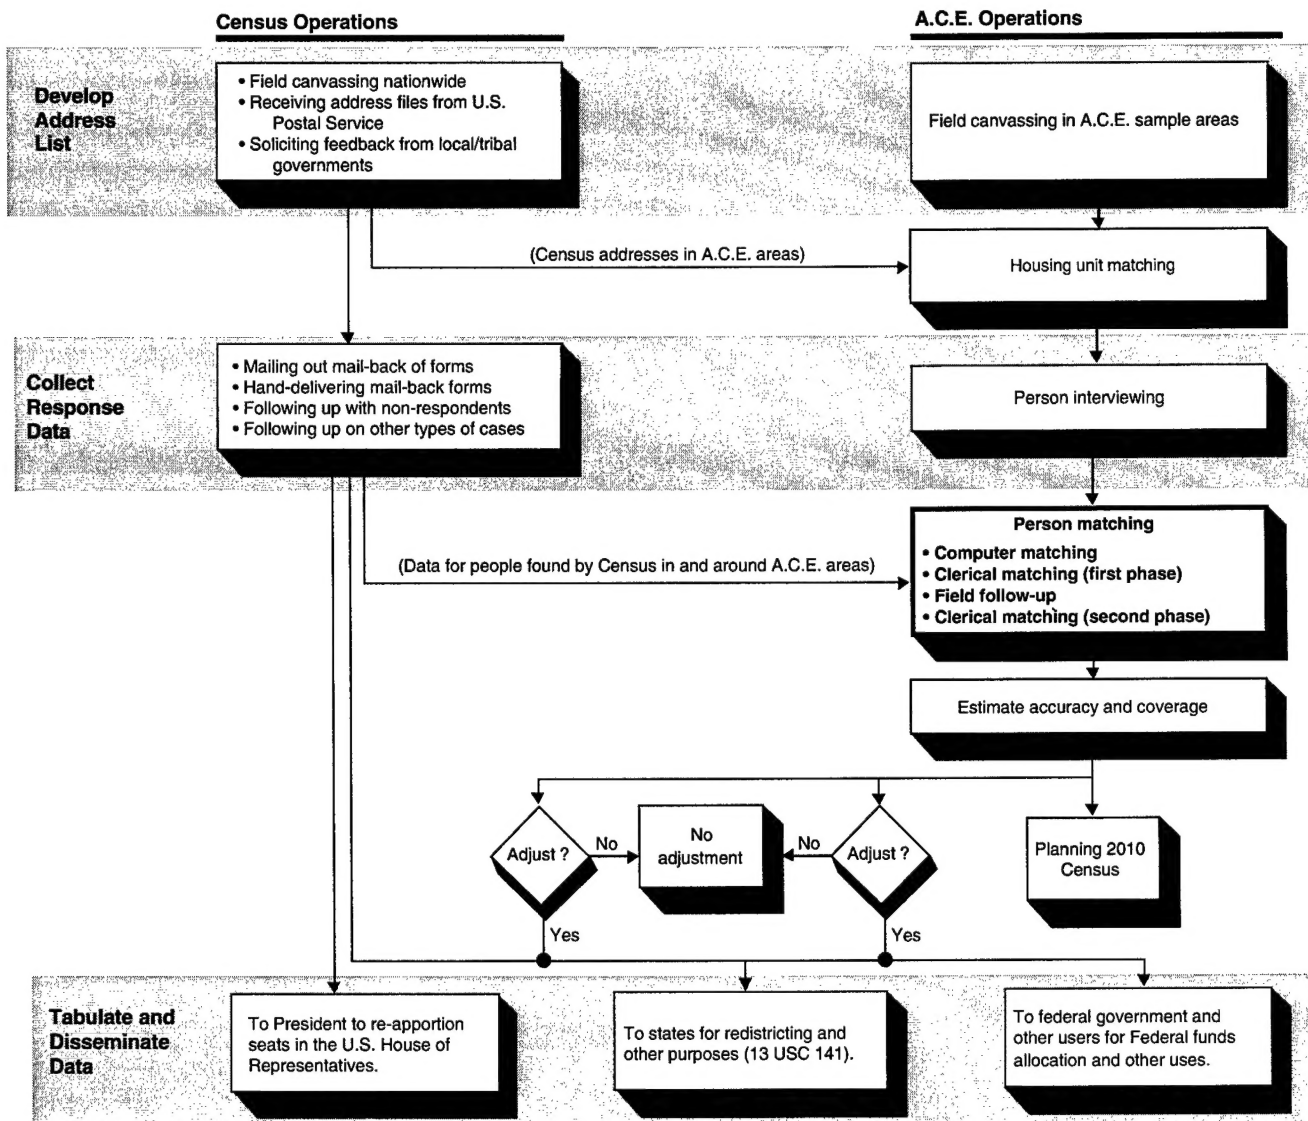 Census Operations
A.C.E. Operations
Develop
Address
List
• Field canvassing nationwide
• Receiving address files from U.S.
Postal Service
• Soliciting feedback from local/tribal
governments
Field canvassing in A.C.E. sample areas
(Census addresses in A.C.E. areas)
Housing unit matching
Collect
Response
Data
• Mailing out mail-back of forms
• Hand-delivering mail-back forms
• Following up with non-respondents
• Following up on other types of cases
Person interviewing
(Data for people found by Census in and around A.C.E. areas)
Person matching
• Computer matching
• Clerical matching (first phase)
• Field follow-up
• Clerical matching (second phase)
Estimate accuracy and coverage
Adjust ?
No
No
adjustment
No
Adjust ?
Planning 2010
Census
Yes
Yes
Tabulate and
Disseminate
Data
To President to re-apportion
seats in the U.S. House of
Representatives.
To states for redistricting and
other purposes (13 USC 141).
To federal government and
other users for Federal funds
allocation and other uses.